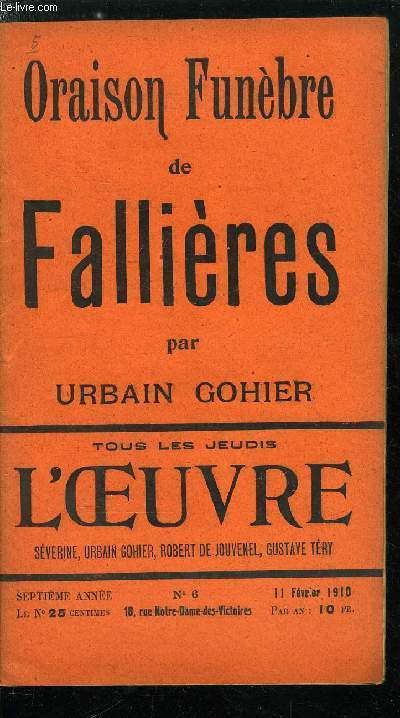 Le-livre.com
5
Oraison Funèbre
de
Fallières
par
URBAIN GOHIER
TOUS LES JEUDIS
L'ŒUVRE
SÉVERINE, URBAIN GOHIER, ROBERT DE JOUVENEL, GUSTAVE TÉRY
SEPTIÈME ANNÉE N° 6 11 Février 1910
LE N° 25 CENTIMES 18, rue Notre-Dame-des-Victoires PAR AN : 10 FR.